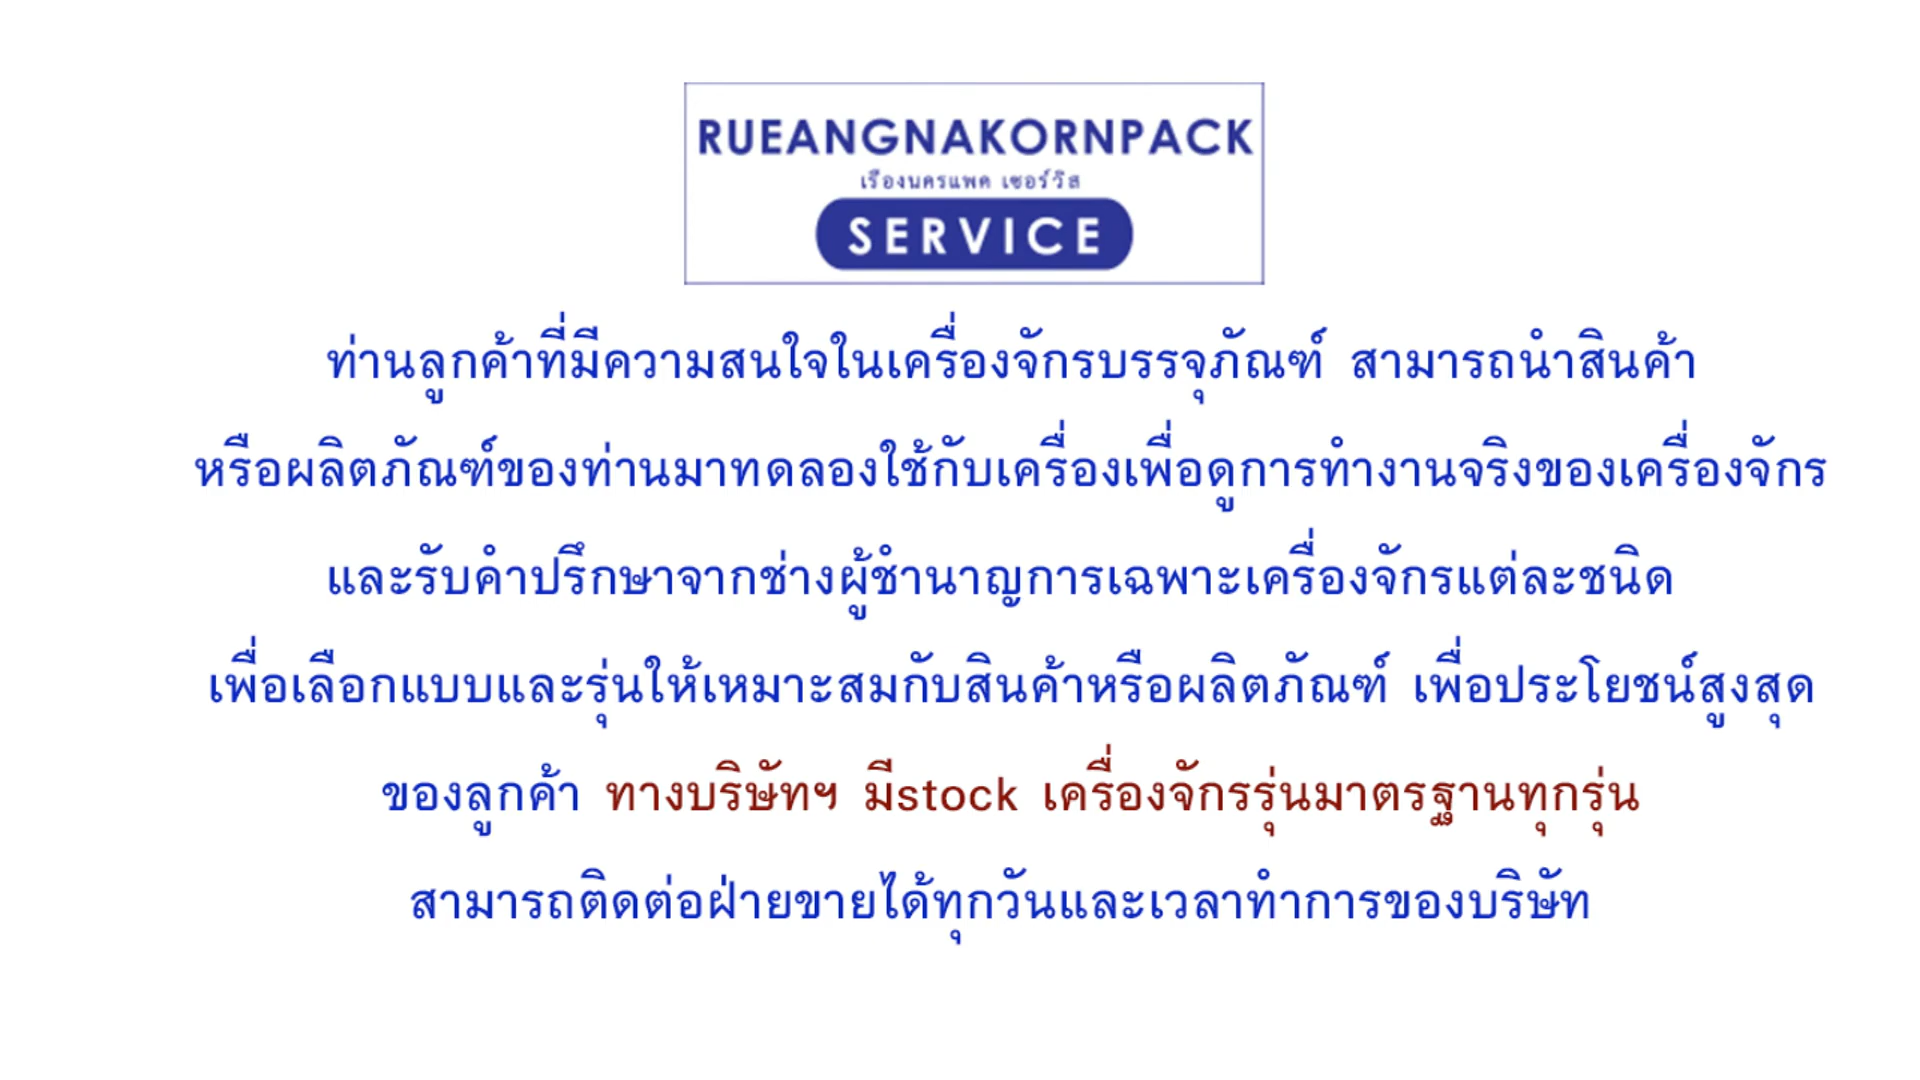 RUEANGNAKORNPACK
เรืองนครแพค เซอร์วิส
SERVICE
ท่านลูกค้าที่มีความสนใจในเครื่องจักรบรรจุภัณฑ์ สามารถนำสินค้า
หรือผลิตภัณฑ์ของท่านมาทดลองใช้กับเครื่องเพื่อดูการทำงานจริงของเครื่องจักร
และรับคำปรึกษาจากช่างผู้ชำนาญการเฉพาะเครื่องจักรแต่ละชนิด
เพื่อเลือกแบบและรุ่นให้เหมาะสมกับสินค้าหรือผลิตภัณฑ์ เพื่อประโยชน์สูงสุด
ของลูกค้า ทางบริษัทฯ มีstock เครื่องจักรรุ่นมาตรฐานทุกรุ่น
สามารถติดต่อฝ่ายขายได้ทุกวันและเวลาทำการของบริษัท